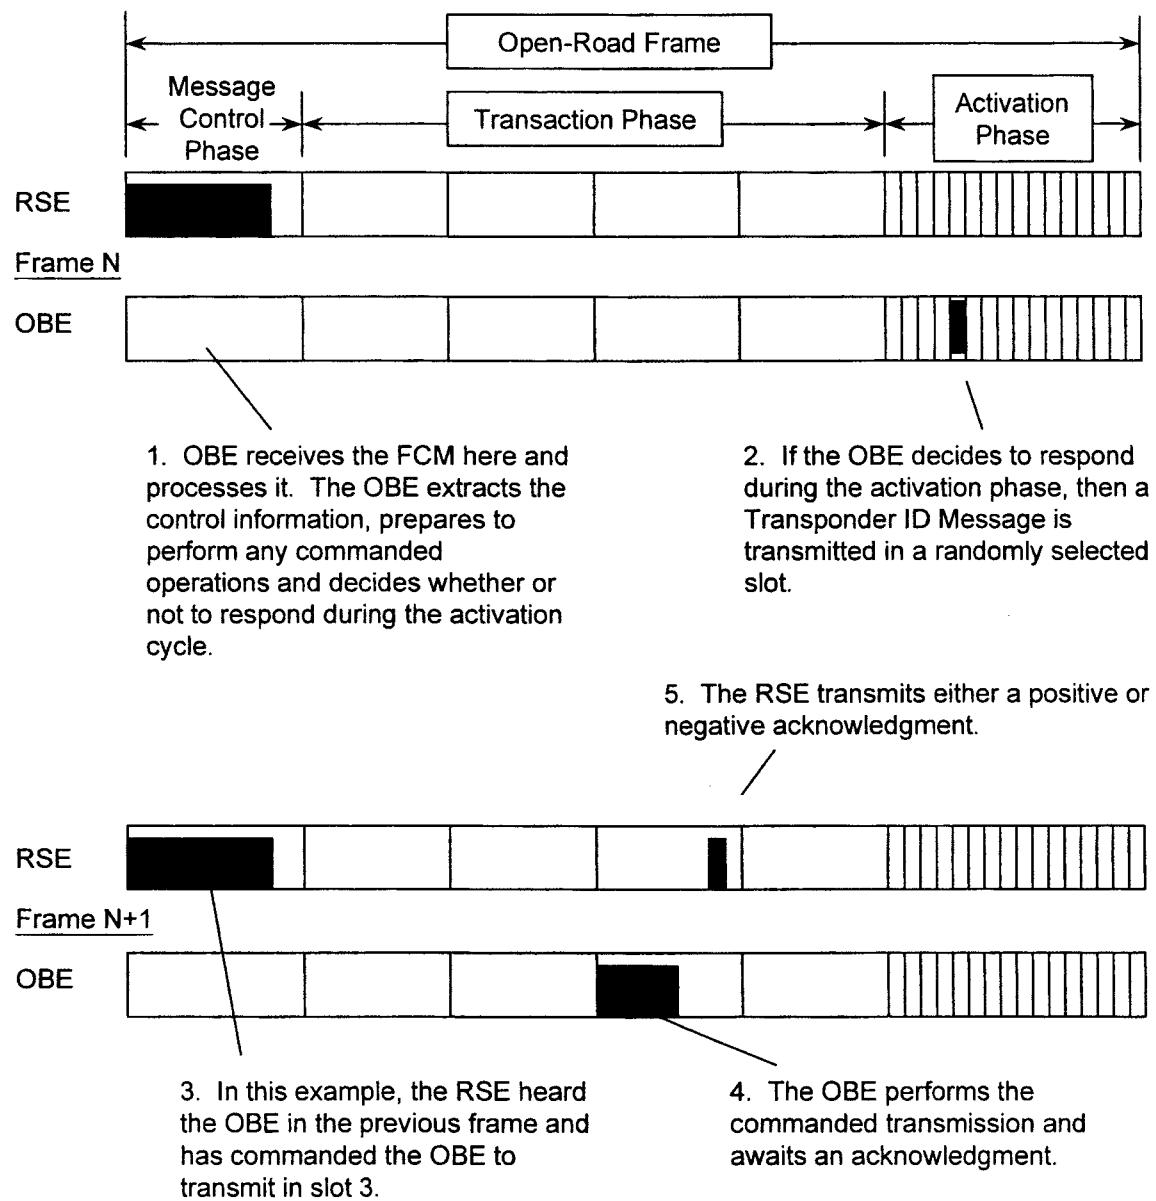 Open-Road Frame
Message
Control
Phase
Transaction Phase
Activation
Phase
RSE
Frame N
OBE
1. OBE receives the FCM here and
processes it. The OBE extracts the
control information, prepares to
perform any commanded
operations and decides whether or
not to respond during the activation
cycle.
2. If the OBE decides to respond
during the activation phase, then a
Transponder ID Message is
transmitted in a randomly selected
slot.
5. The RSE transmits either a positive or
negative acknowledgment.
RSE
Frame N+1
OBE
3. In this example, the RSE heard
the OBE in the previous frame and
has commanded the OBE to
transmit in slot 3.
4. The OBE performs the
commanded transmission and
awaits an acknowledgment.